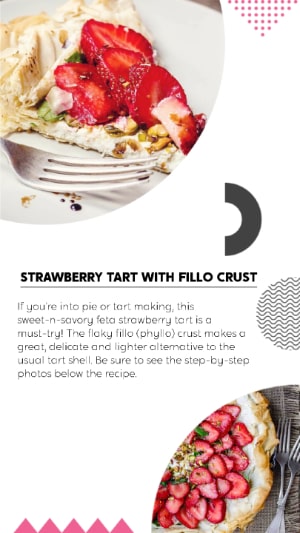 STRAWBERRY TART WITH FILLO CRUST
If you're into pie or tart making, this
sweet-n-savory feta strawberry tart is a
must-try! The flaky fillo (phyllo) crust makes a
great, delicate and lighter alternative to the
usual tart shell. Be sure to see the step-by-step
photos below the recipe.